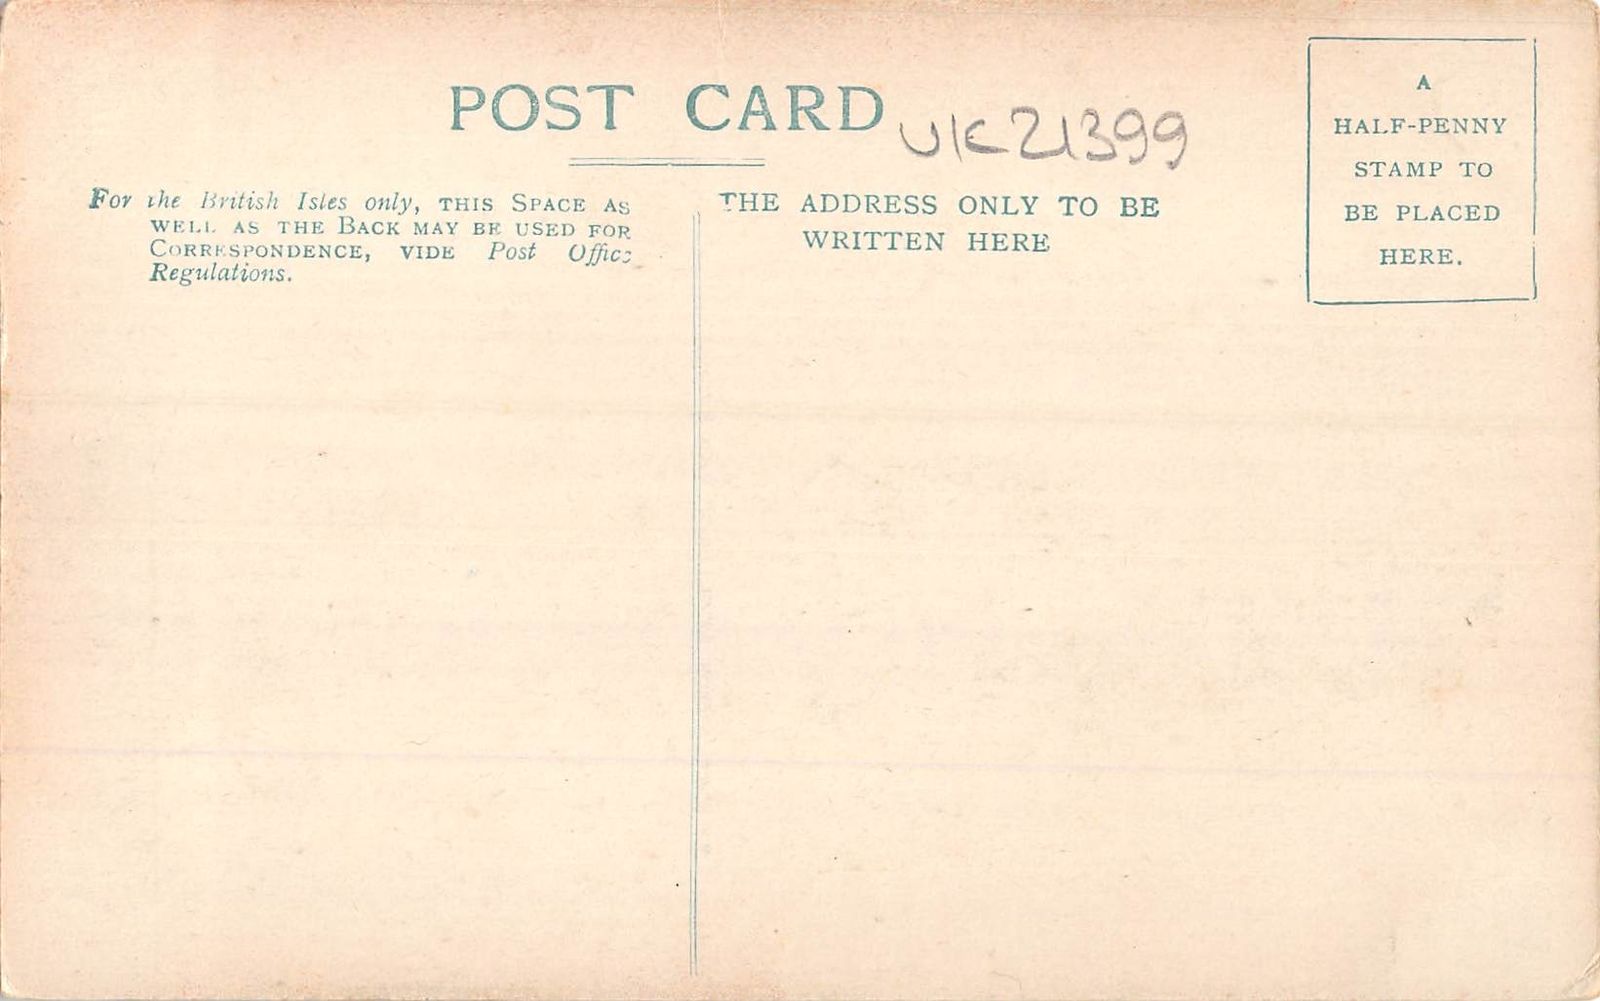 POST CARD
UK21399
For the British Isles only, THIS SPACE AS
WELL AS THE BACK MAY BE USED FOR
CORRESPONDENCE, VIDE Post Office
Regulations.
THE ADDRESS ONLY TO BE
WRITTEN HERE
A
HALF-PENNY
STAMP TO
BE PLACED
HERE.